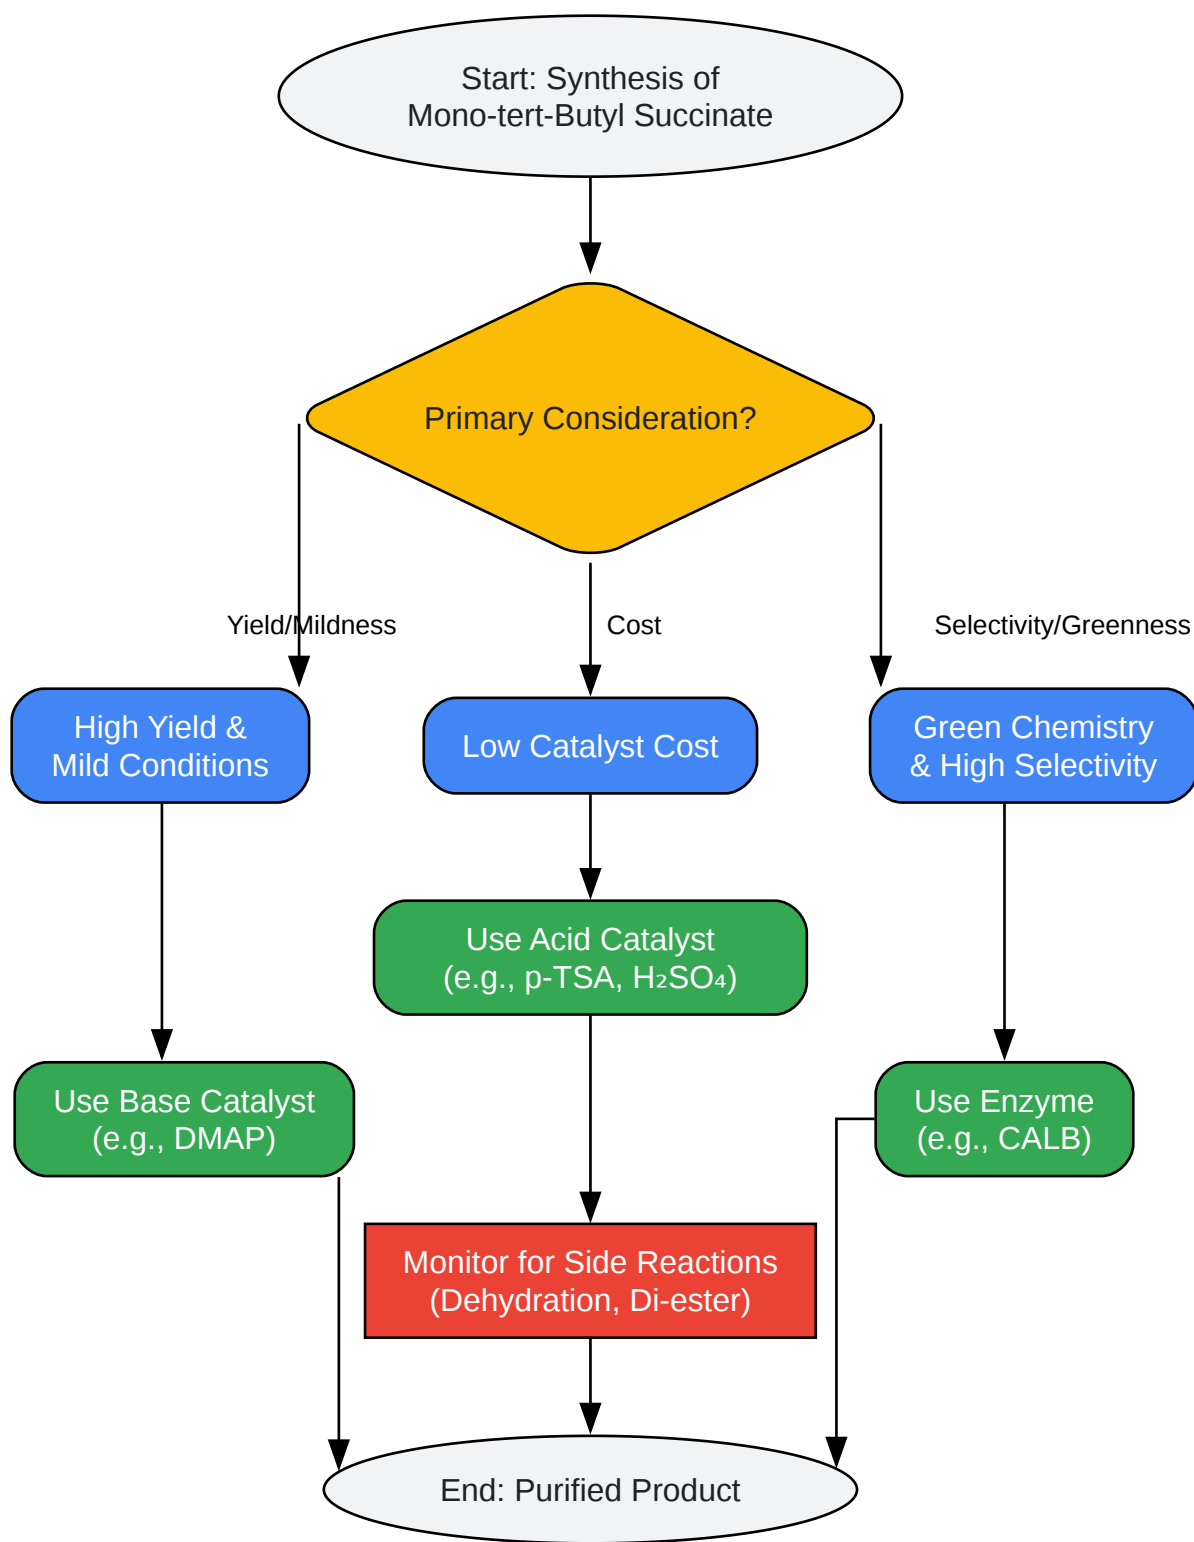 Start: Synthesis of
Mono-tert-Butyl Succinate
Primary Consideration?
Yield/Mildness
Cost
Selectivity/Greenness
High Yield &
Mild Conditions
Low Catalyst Cost
Green Chemistry
& High Selectivity
Use Acid Catalyst
(e.g., p-TSA, H₂SO₄)
Use Base Catalyst
(e.g., DMAP)
Use Enzyme
(e.g., CALB)
Monitor for Side Reactions
(Dehydration, Di-ester)
End: Purified Product